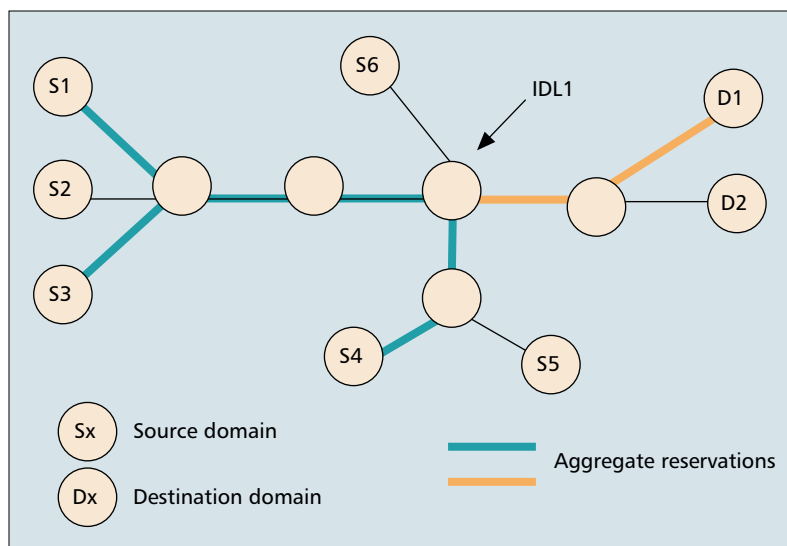 S6
S1
IDL1
D1
S2
D2
S3
S4
S5
Sx Source domain
Aggregate reservations
Dx Destination domain